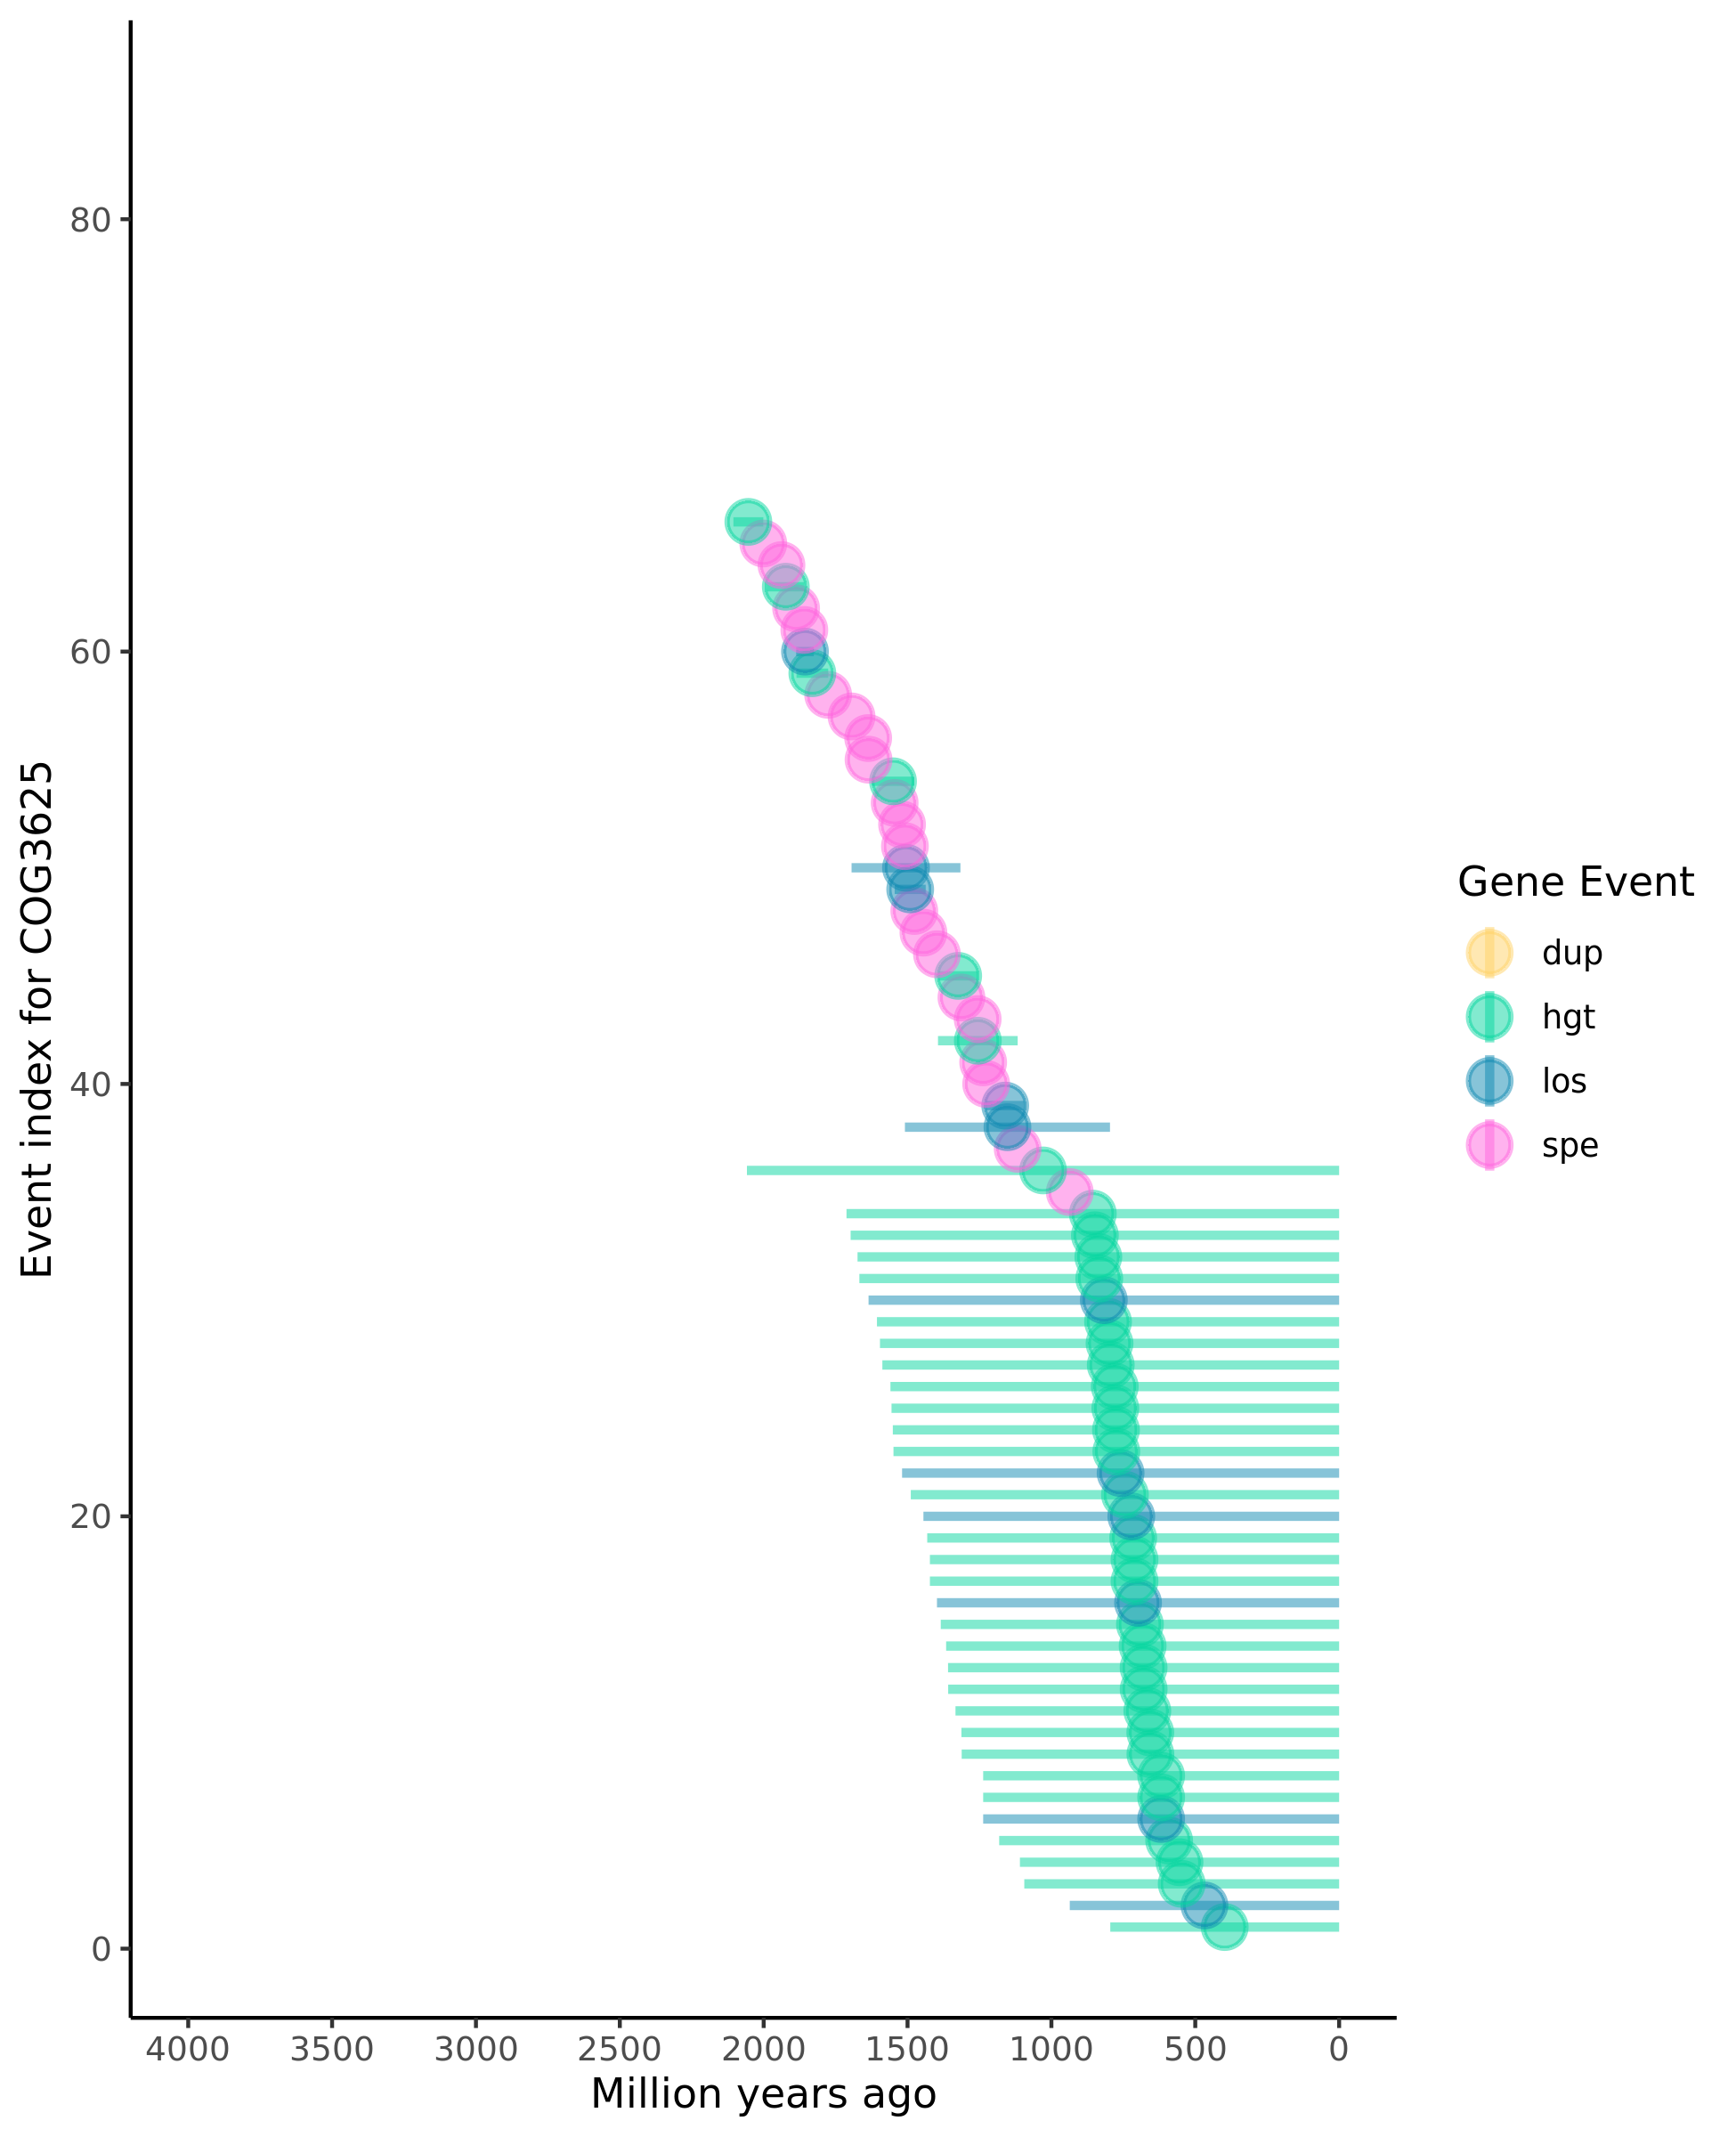 Event index for COG3625
80
60
40
20
0
4000 3500 3000 2500 2000 1500 1000 500 0
Million years ago
Gene Event
dup
hgt
los
spe